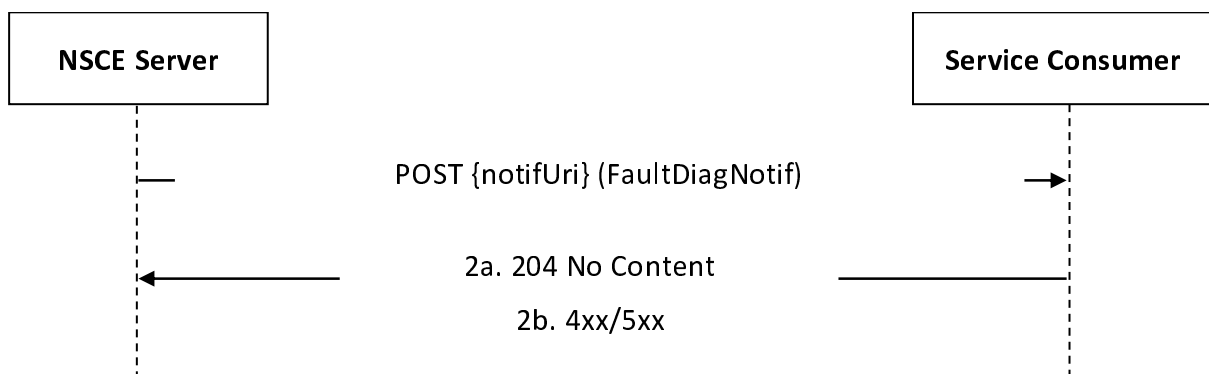 NSCE Server
Service Consumer
POST {notifUri} (FaultDiagNotif)
2a. 204 No Content
2b. 4xx/5xx